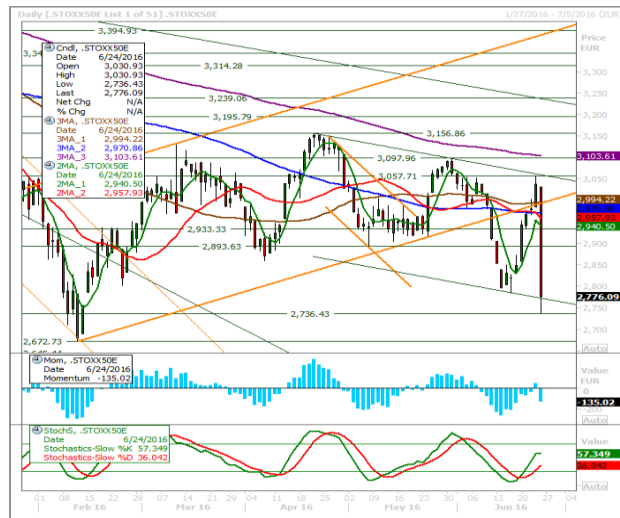 Daily [.STOXX50E List 1 of 51] .STOXX50E
1/27/2016 - 7/5/2016 (ZUR)
Price
EUR
3,394.93
3,314.28
3,239.06
3,195.79
3,156.86
3,097.96
3,057.71
2,933.33
2,893.63
2,736.43
2,672.73
Cndl, .STOXX50E
Date 6/24/2016
Open 3,030.93
High 3,030.93
Low 2,736.43
Last 2,776.09
Net Chg N/A
% Chg N/A
3MA, .STOXX50E
Date 6/24/2016
3MA_1 2,994.22
3MA_2 2,970.86
3MA_3 3,103.61
2MA, .STOXX50E
Date 6/24/2016
2MA_1 2,940.50
2MA_2 2,957.93
3,300
3,250
3,200
3,150
3,103.61
3,050
2,994.22
2,957.93
2,940.50
2,900
2,850
2,800
2,776.09
2,700
Auto
Mom, .STOXX50E
Date 6/24/2016
Momentum -135.02
Value
EUR
0
-135.02
Auto
StochS, .STOXX50E
Date 6/24/2016
Stochastics-Slow %K 57.349
Stochastics-Slow %D 36.042
Value
57.349
36.042
Auto
01 08 15 22 29 07 14 21 28 04 11 18 25 02 09 16 23 30 06 13 20 27 04
Feb 16 Mar 16 Apr 16 May 16 Jun 16